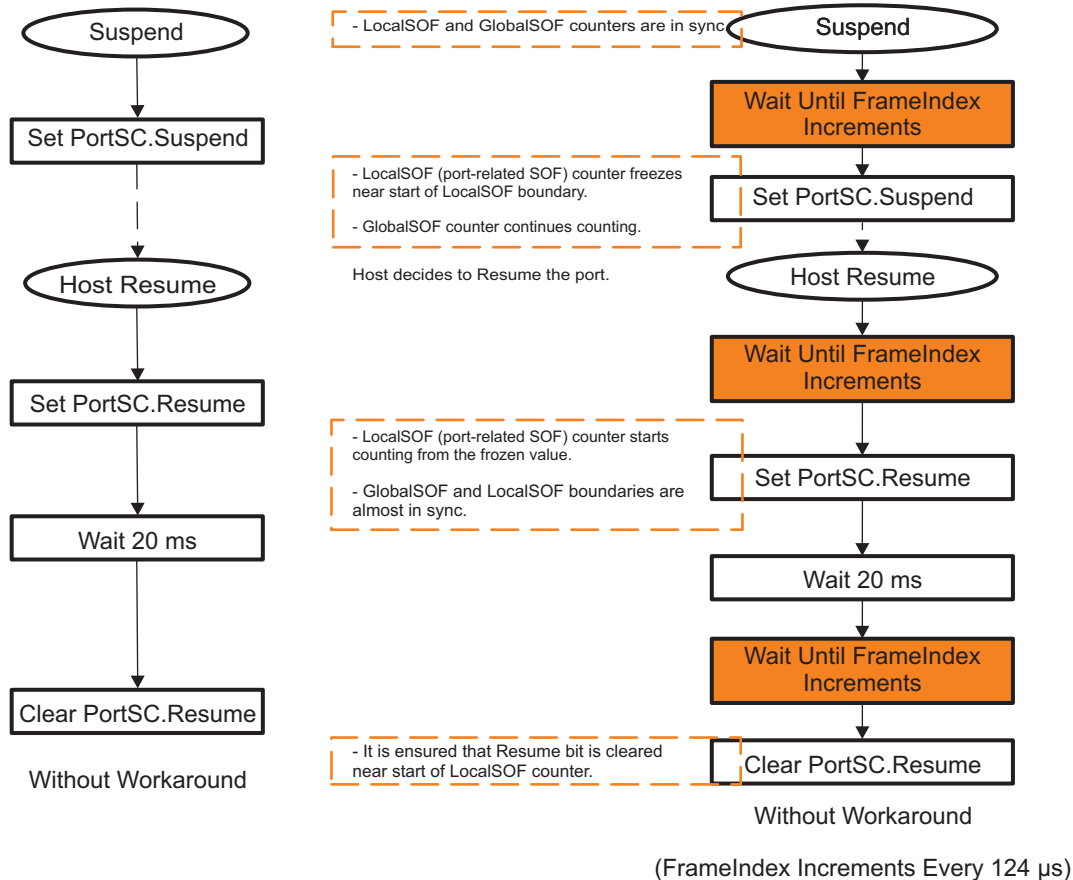 Suspend
Set PortSC.Suspend
Host Resume
Set PortSC.Resume
Wait 20 ms
Clear PortSC.Resume
Without Workaround
- LocalSOF and GlobalSOF counters are in sync.
Suspend
Wait Until FrameIndex
Increments
- LocalSOF (port-related SOF) counter freezes
near start of LocalSOF boundary.
- GlobalSOF counter continues counting.
Set PortSC.Suspend
Host decides to Resume the port.
Host Resume
Wait Until FrameIndex
Increments
- LocalSOF (port-related SOF) counter starts
counting from the frozen value.
- GlobalSOF and LocalSOF boundaries are
almost in sync.
Set PortSC.Resume
Wait 20 ms
Wait Until FrameIndex
Increments
- It is ensured that Resume bit is cleared
near start of LocalSOF counter.
Clear PortSC.Resume
Without Workaround
(FrameIndex Increments Every 124 µs)